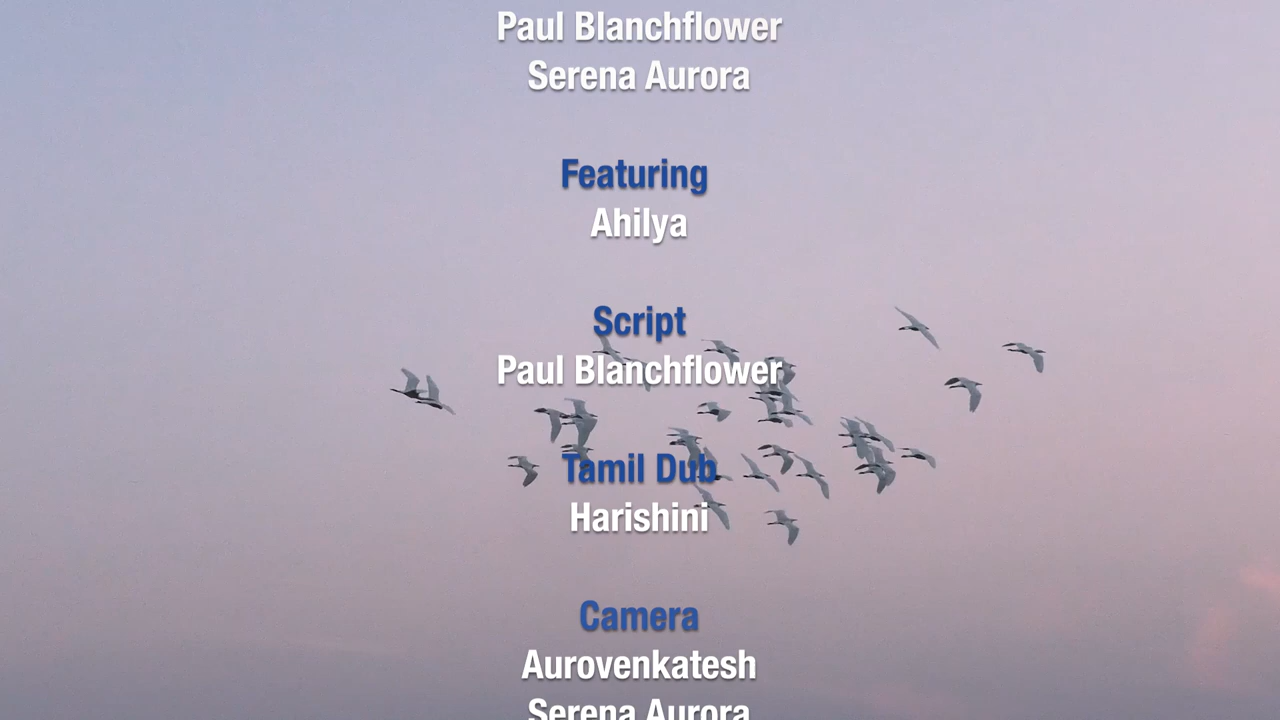 Paul Blanchflower
Serena Aurora
Featuring
Ahilya
Script
Paul Blanchflower
Tamil Dub
Harishini
Camera
Aurovenkatesh
Serena Aurora